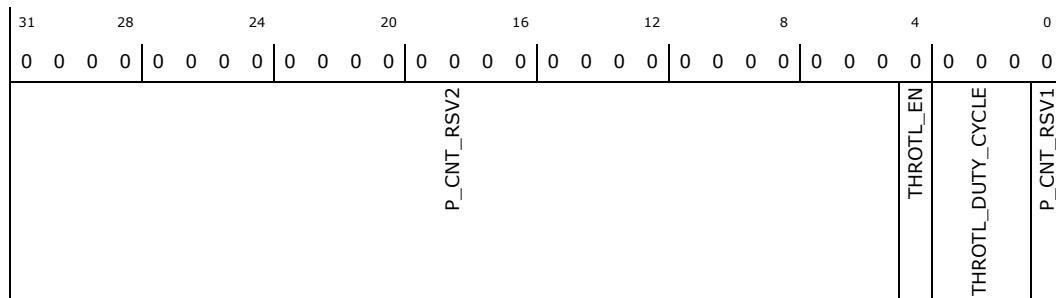 31 28 24 20 16 12 8 4 0
0 0 0 0 0 0 0 0 0 0 0 0 0 0 0 0 0 0 0 0 0 0 0 0 0 0 0 0 0 0 0 0
P_CNT_RSV2
THROTL_EN
THROTL_DUTY_CYCLE
P_CNT_RSV1